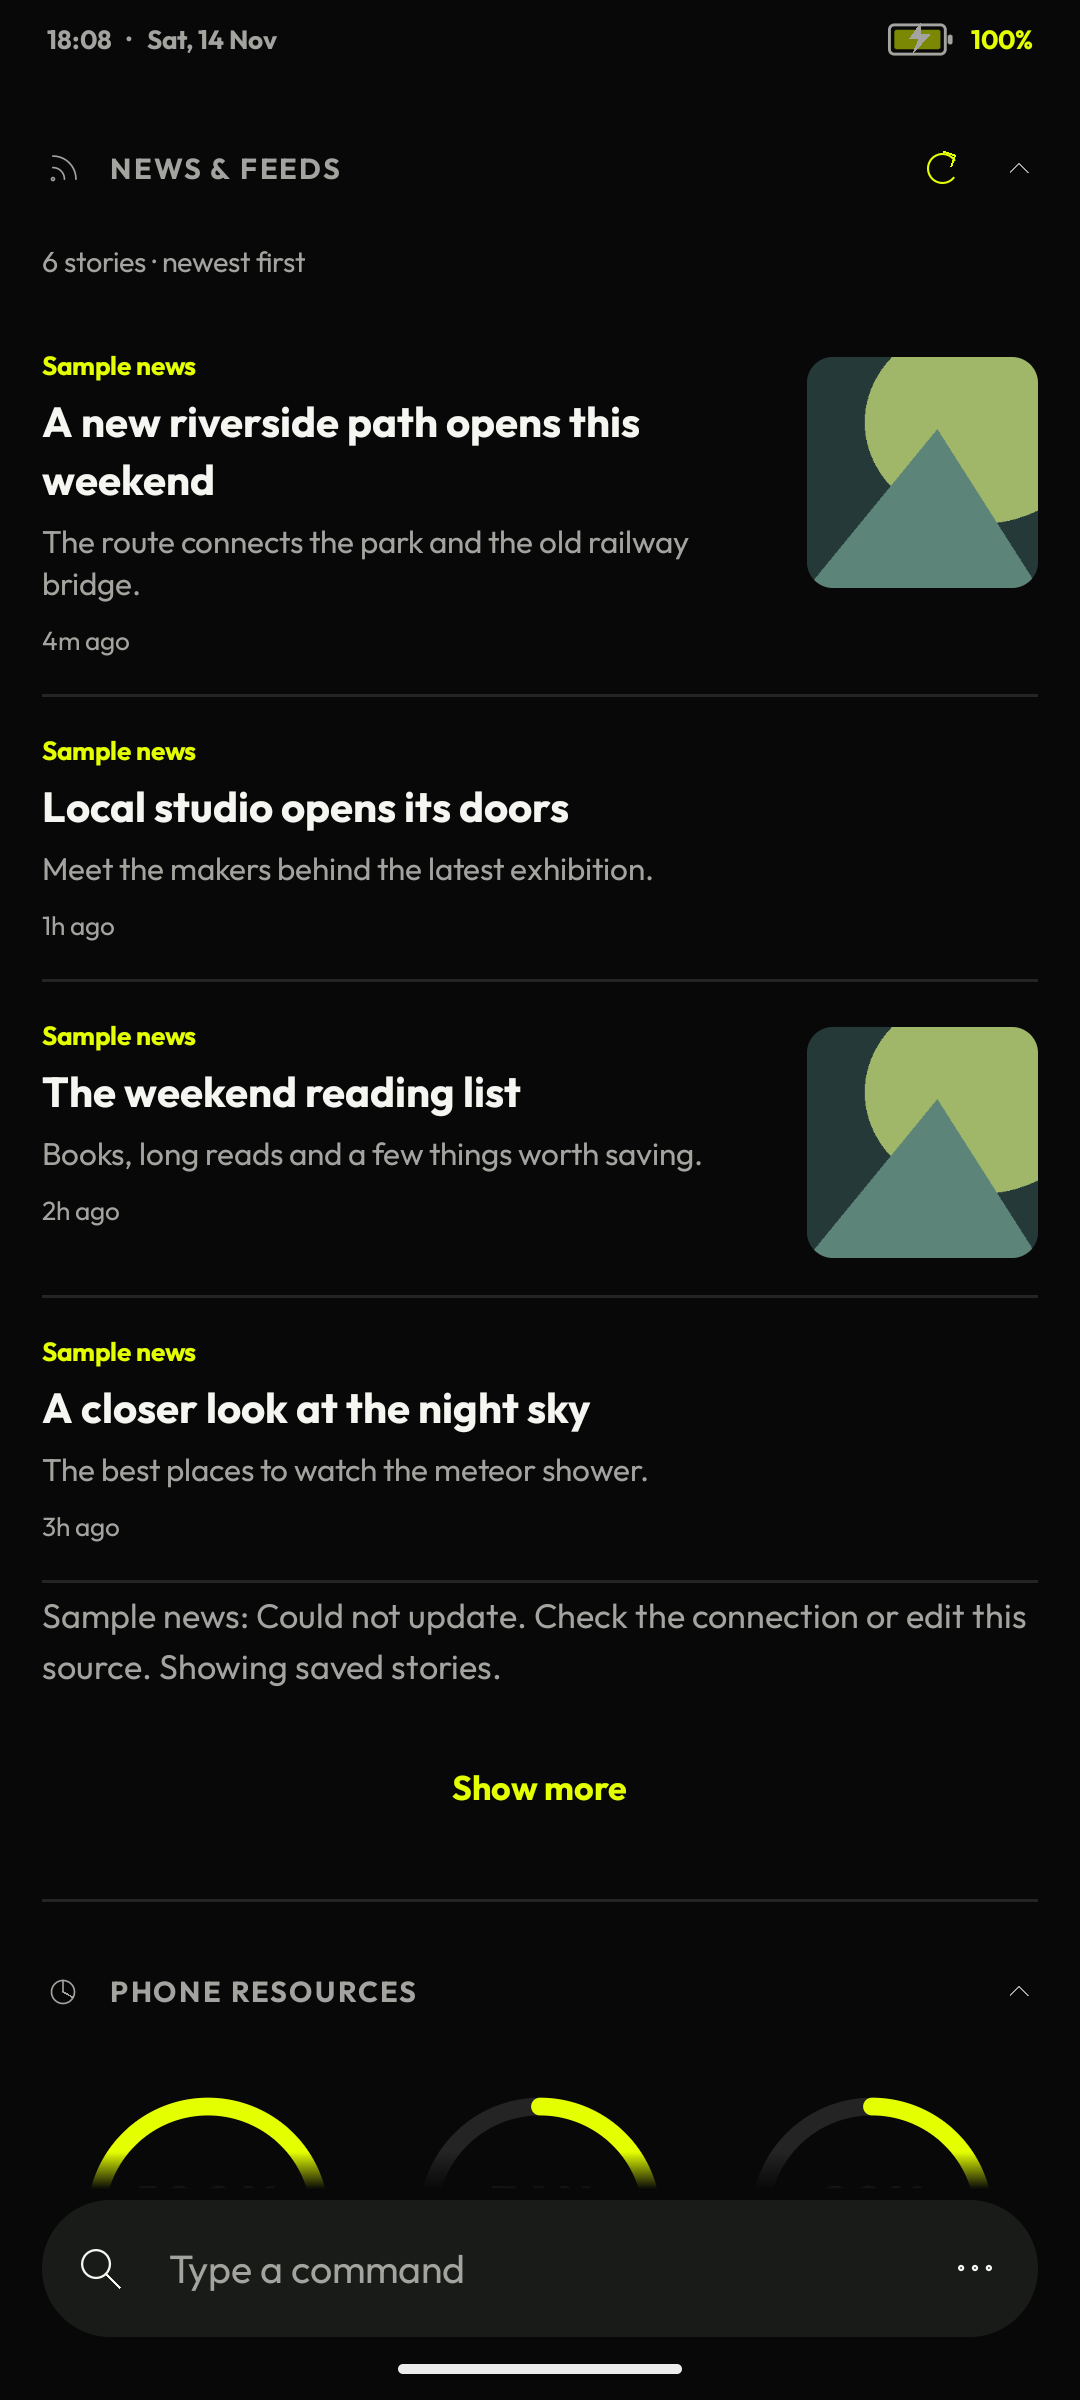 18:08 · Sat, 14 Nov
100%
NEWS & FEEDS
6 stories · newest first
Sample news
A new riverside path opens this
weekend
The route connects the park and the old railway
bridge.
4m ago
Sample news
Local studio opens its doors
Meet the makers behind the latest exhibition.
1h ago
Sample news
The weekend reading list
Books, long reads and a few things worth saving.
2h ago
Sample news
A closer look at the night sky
The best places to watch the meteor shower.
3h ago
Sample news: Could not update. Check the connection or edit this
source. Showing saved stories.
Show more
PHONE RESOURCES
Type a command